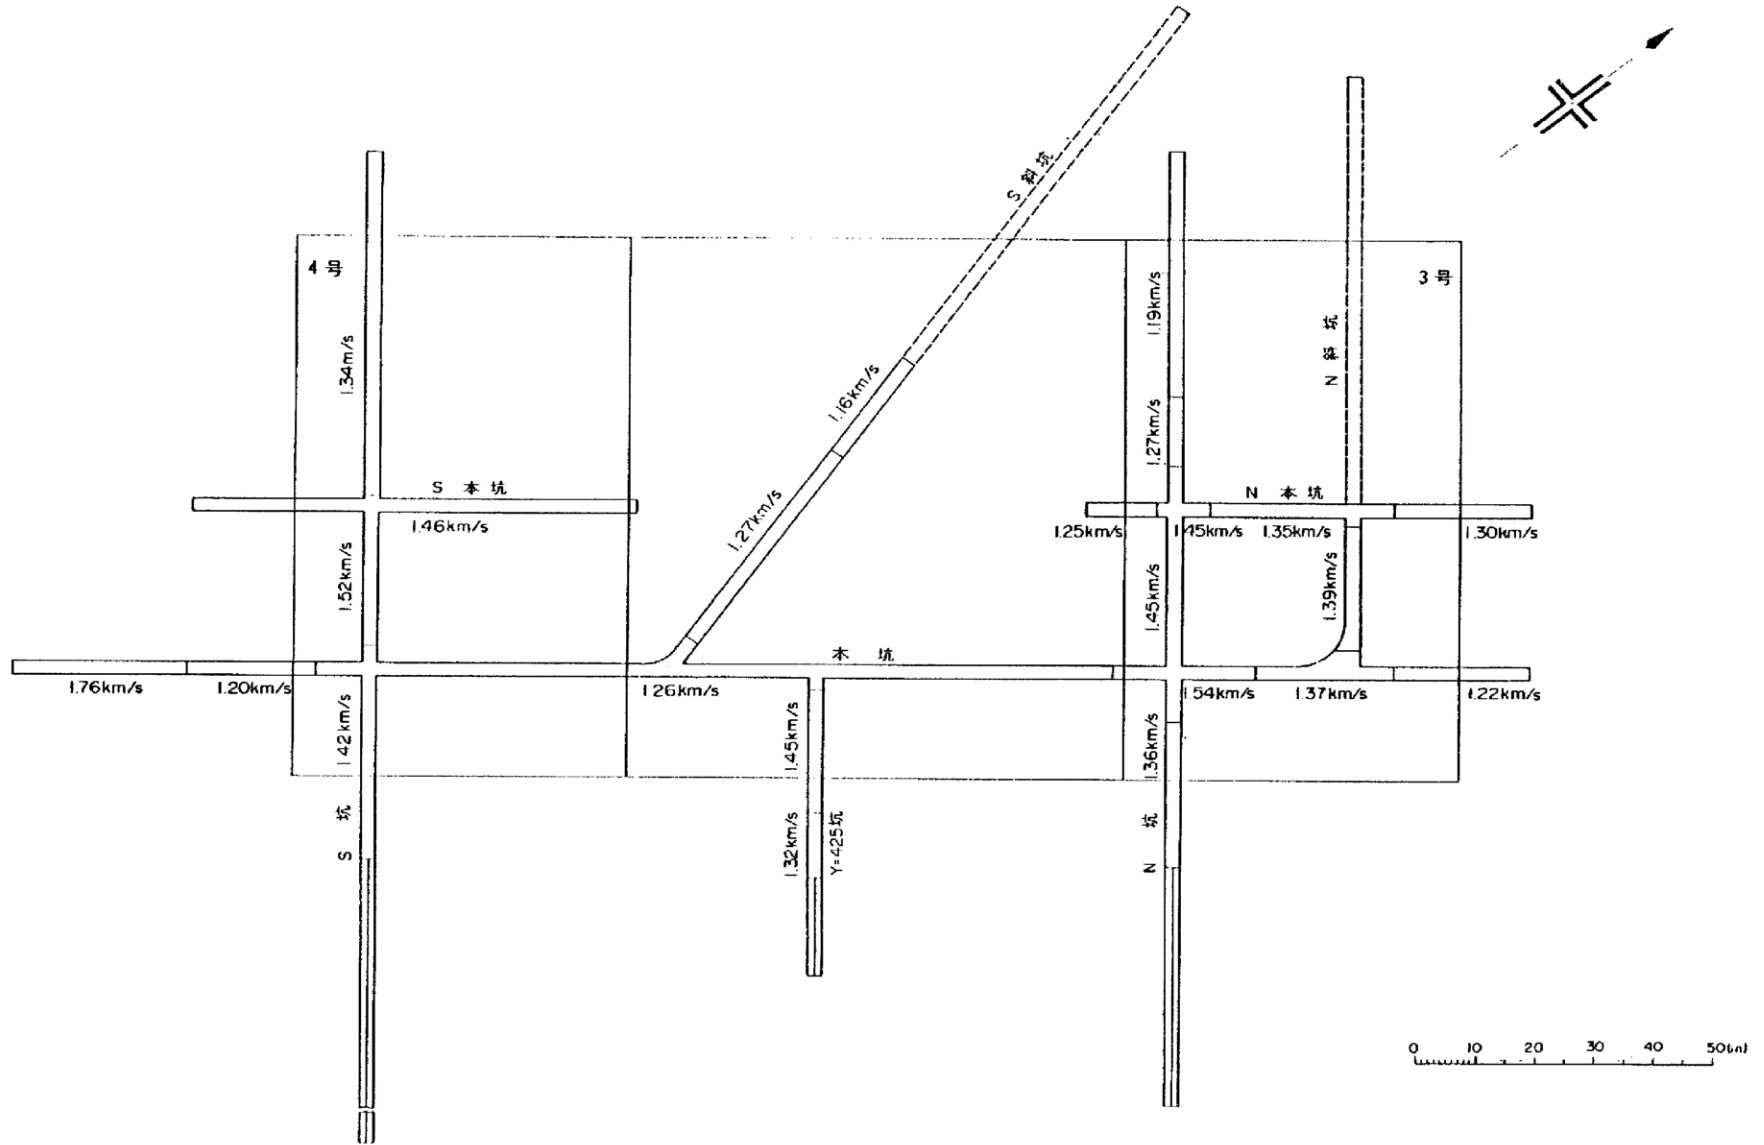 S 斜坑
4 号
3 号
1.19km/s
N 斜坑
1.34m/s
1.16km/s
1.27km/s
S 本坑
N 本坑
1.46km/s
1.27km/s
1.25km/s
1.45km/s
1.35km/s
1.30km/s
1.52km/s
1.45km/s
1.39km/s
本 坑
1.76km/s
1.20km/s
1.26km/s
1.54km/s
1.37km/s
1.22km/s
1.42km/s
1.45km/s
1.36km/s
S 坑
1.32km/s
Y=425坑
N 坑
0 10 20 30 40 50(m)